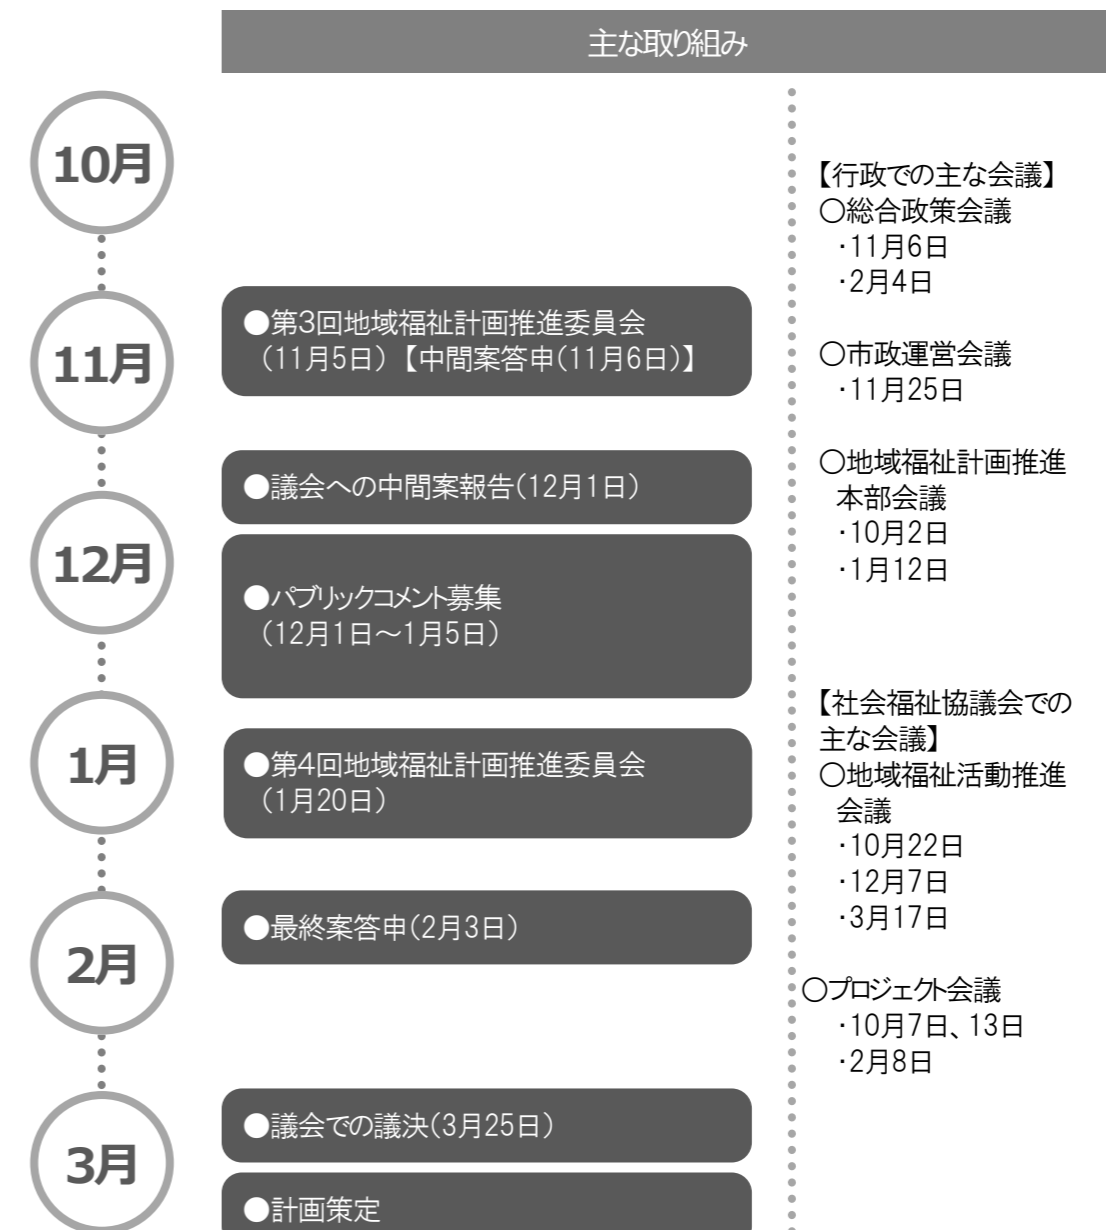 主な取り組み
10月
11月
12月
1月
2月
3月
●第3回地域福祉計画推進委員会
（11月5日）【中間案答申（11月6日）】
●議会への中間案報告（12月1日）
●パブリックコメント募集
（12月1日～1月5日）
●第4回地域福祉計画推進委員会
（1月20日）
●最終案答申（2月3日）
●議会での議決（3月25日）
●計画策定
【行政での主な会議】
○総合政策会議
・11月6日
・2月4日
○市政運営会議
・11月25日
○地域福祉計画推進
本部会議
・10月2日
・1月12日
【社会福祉協議会での
主な会議】
○地域福祉活動推進
会議
・10月22日
・12月7日
・3月17日
○プロジェクト会議
・10月7日、13日
・2月8日